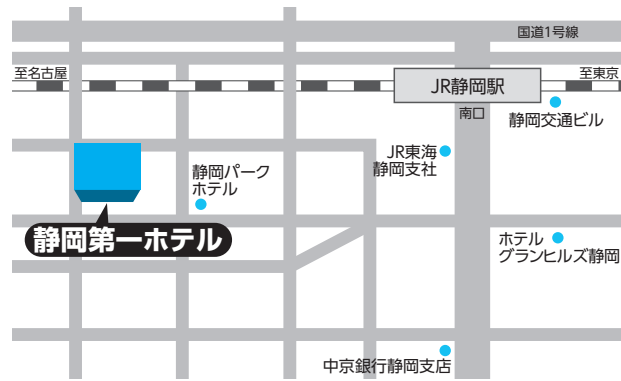 国道1号線
至名古屋
至東京
JR静岡駅
南口
静岡交通ビル
JR東海
静岡支社
静岡パーク
ホテル
静岡第一ホテル
ホテル
グランヒルズ静岡
中京銀行静岡支店